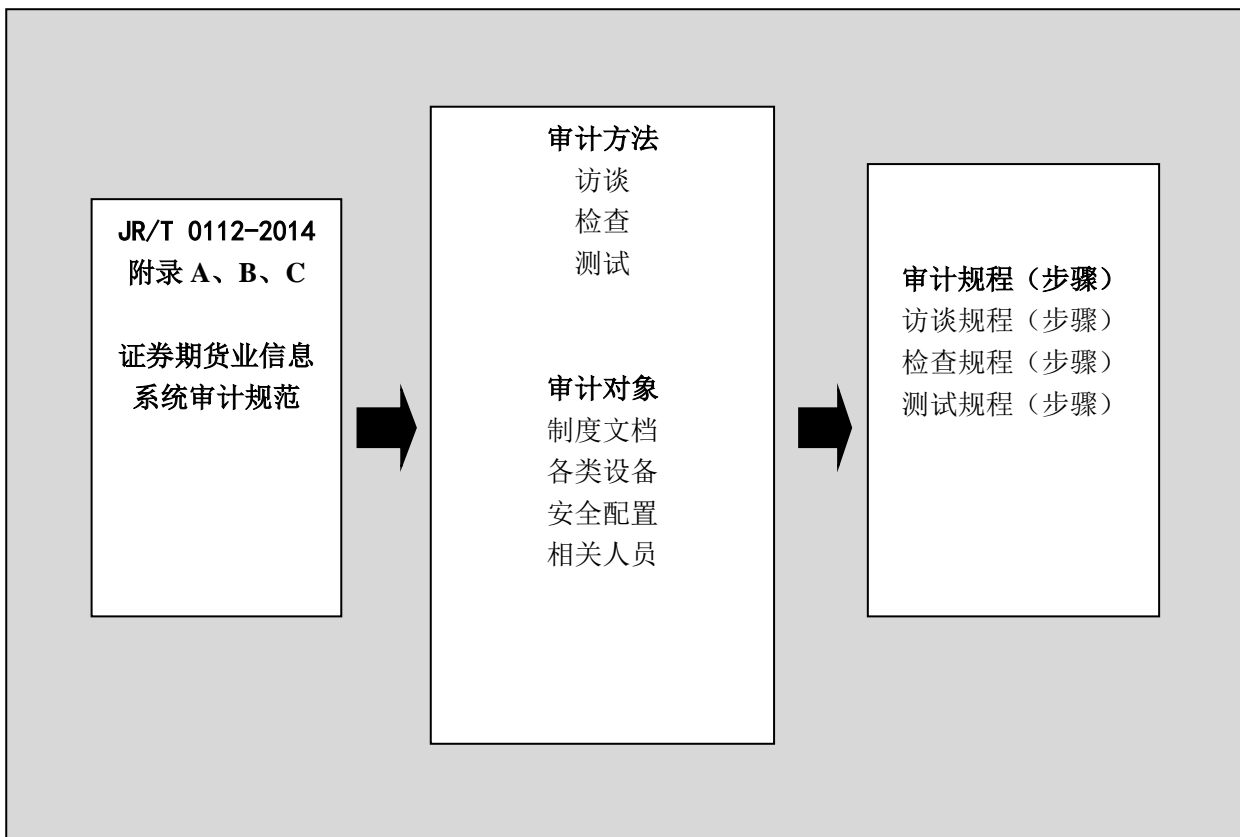 JR/T 0112-2014
附录 A、B、C
证券期货业信息
系统审计规范
审计方法
访谈
检查
测试
审计对象
制度文档
各类设备
安全配置
相关人员
审计规程（步骤）
访谈规程（步骤）
检查规程（步骤）
测试规程（步骤）